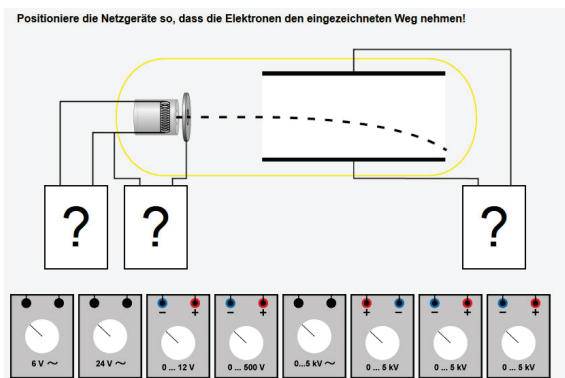 Positioniere die Netzgeräte so, dass die Elektronen den eingezeichneten Weg nehmen!
? ? ?
− + − + + − − + − +
6 V ~ 24 V ~ 0 ... 12 V 0 ... 500 V 0...5 kV ~ 0 ... 5 kV 0 ... 5 kV 0 ... 5 kV